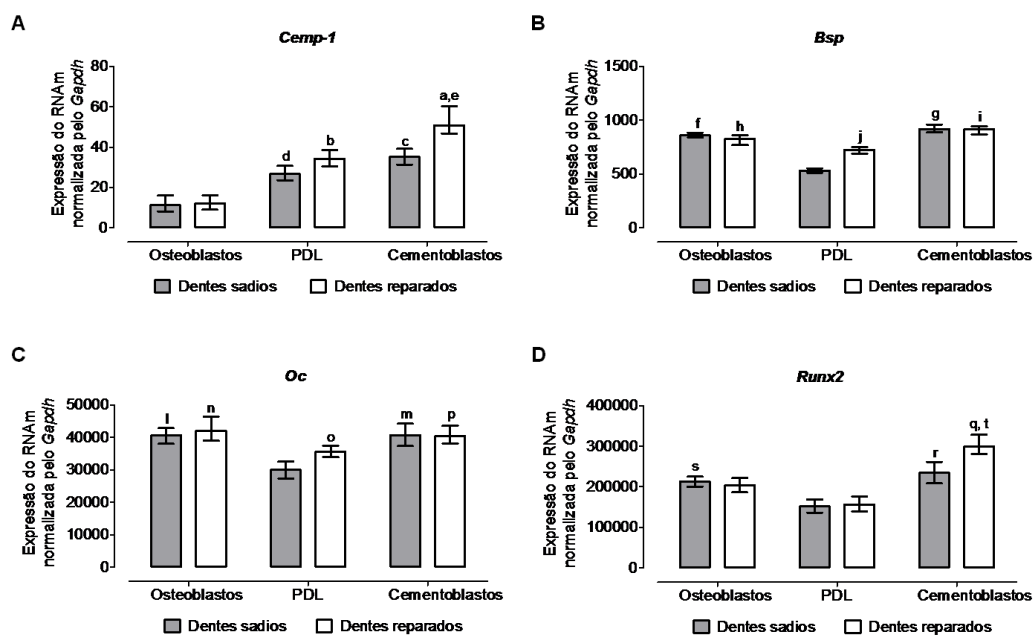 A
Cemp-1
Expressão do RNAm
normalizada pelo Gapdh
80
60
40
20
0
d
b
c
a,e
Osteoblastos
PDL
Cementoblastos
Dentes sadios
Dentes reparados
B
Bsp
Expressão do RNAm
normalizada pelo Gapdh
1500
1000
500
0
f
h
j
g
i
Osteoblastos
PDL
Cementoblastos
Dentes sadios
Dentes reparados
C
Oc
Expressão do RNAm
normalizada pelo Gapdh
50000
40000
30000
20000
10000
0
l
n
o
m
p
Osteoblastos
PDL
Cementoblastos
Dentes sadios
Dentes reparados
D
Runx2
Expressão do RNAm
normalizada pelo Gapdh
400000
300000
200000
100000
0
s
r
q, t
Osteoblastos
PDL
Cementoblastos
Dentes sadios
Dentes reparados